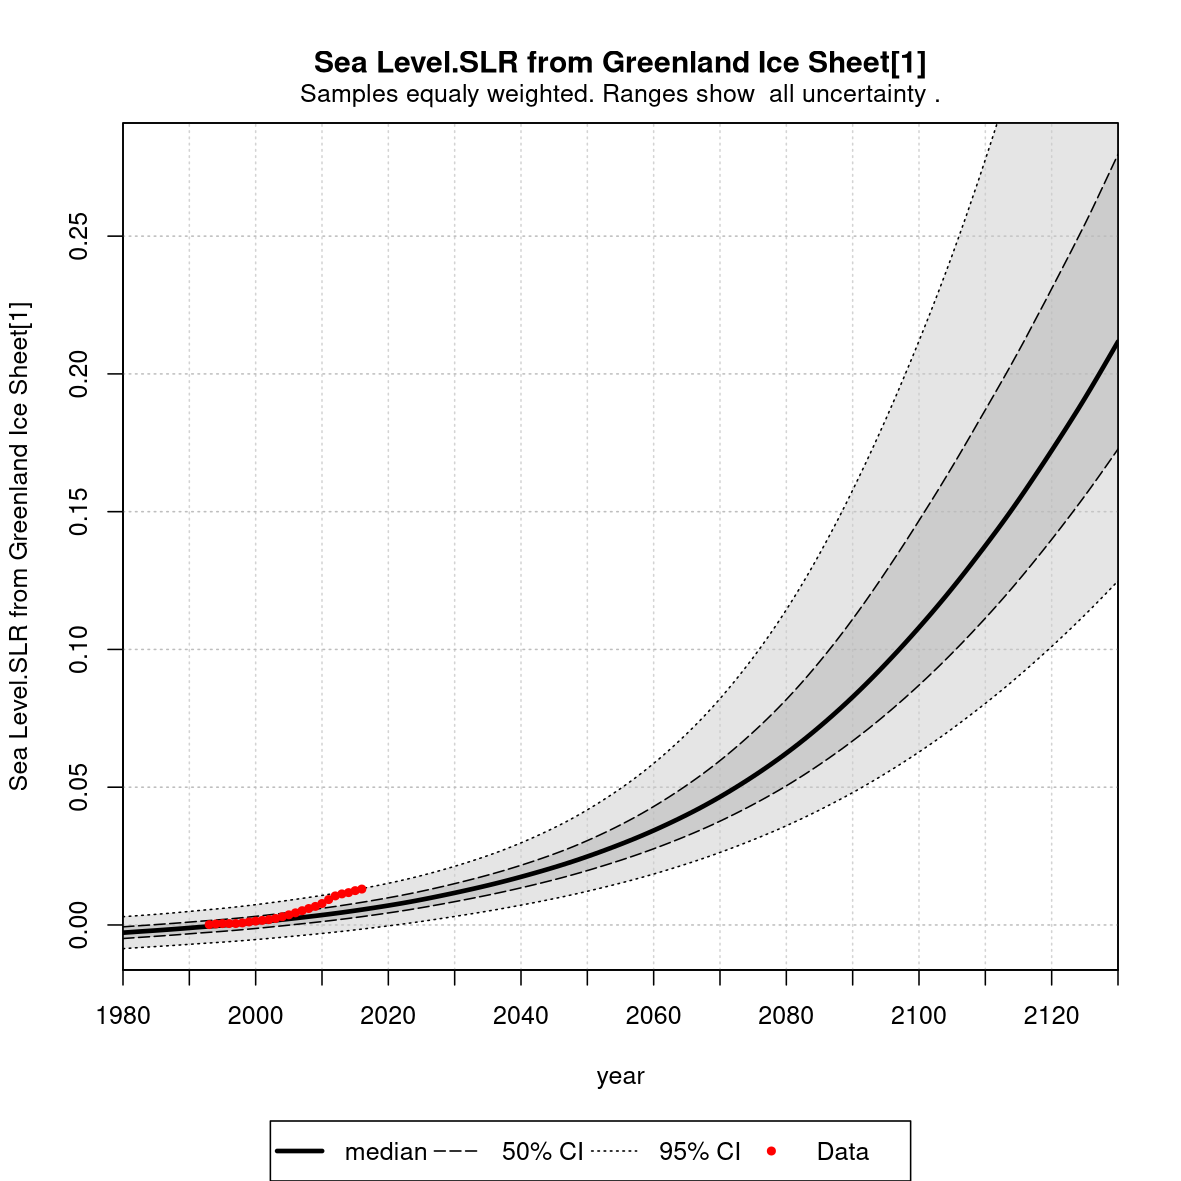 Sea Level.SLR from Greenland Ice Sheet[1]
Samples equaly weighted. Ranges show  all uncertainty .
Sea Level.SLR from Greenland Ice Sheet[1]
0.25
0.20
0.15
0.10
0.05
0.00
1980 2000 2020 2040 2060 2080 2100 2120
year
median 50% CI 95% CI Data